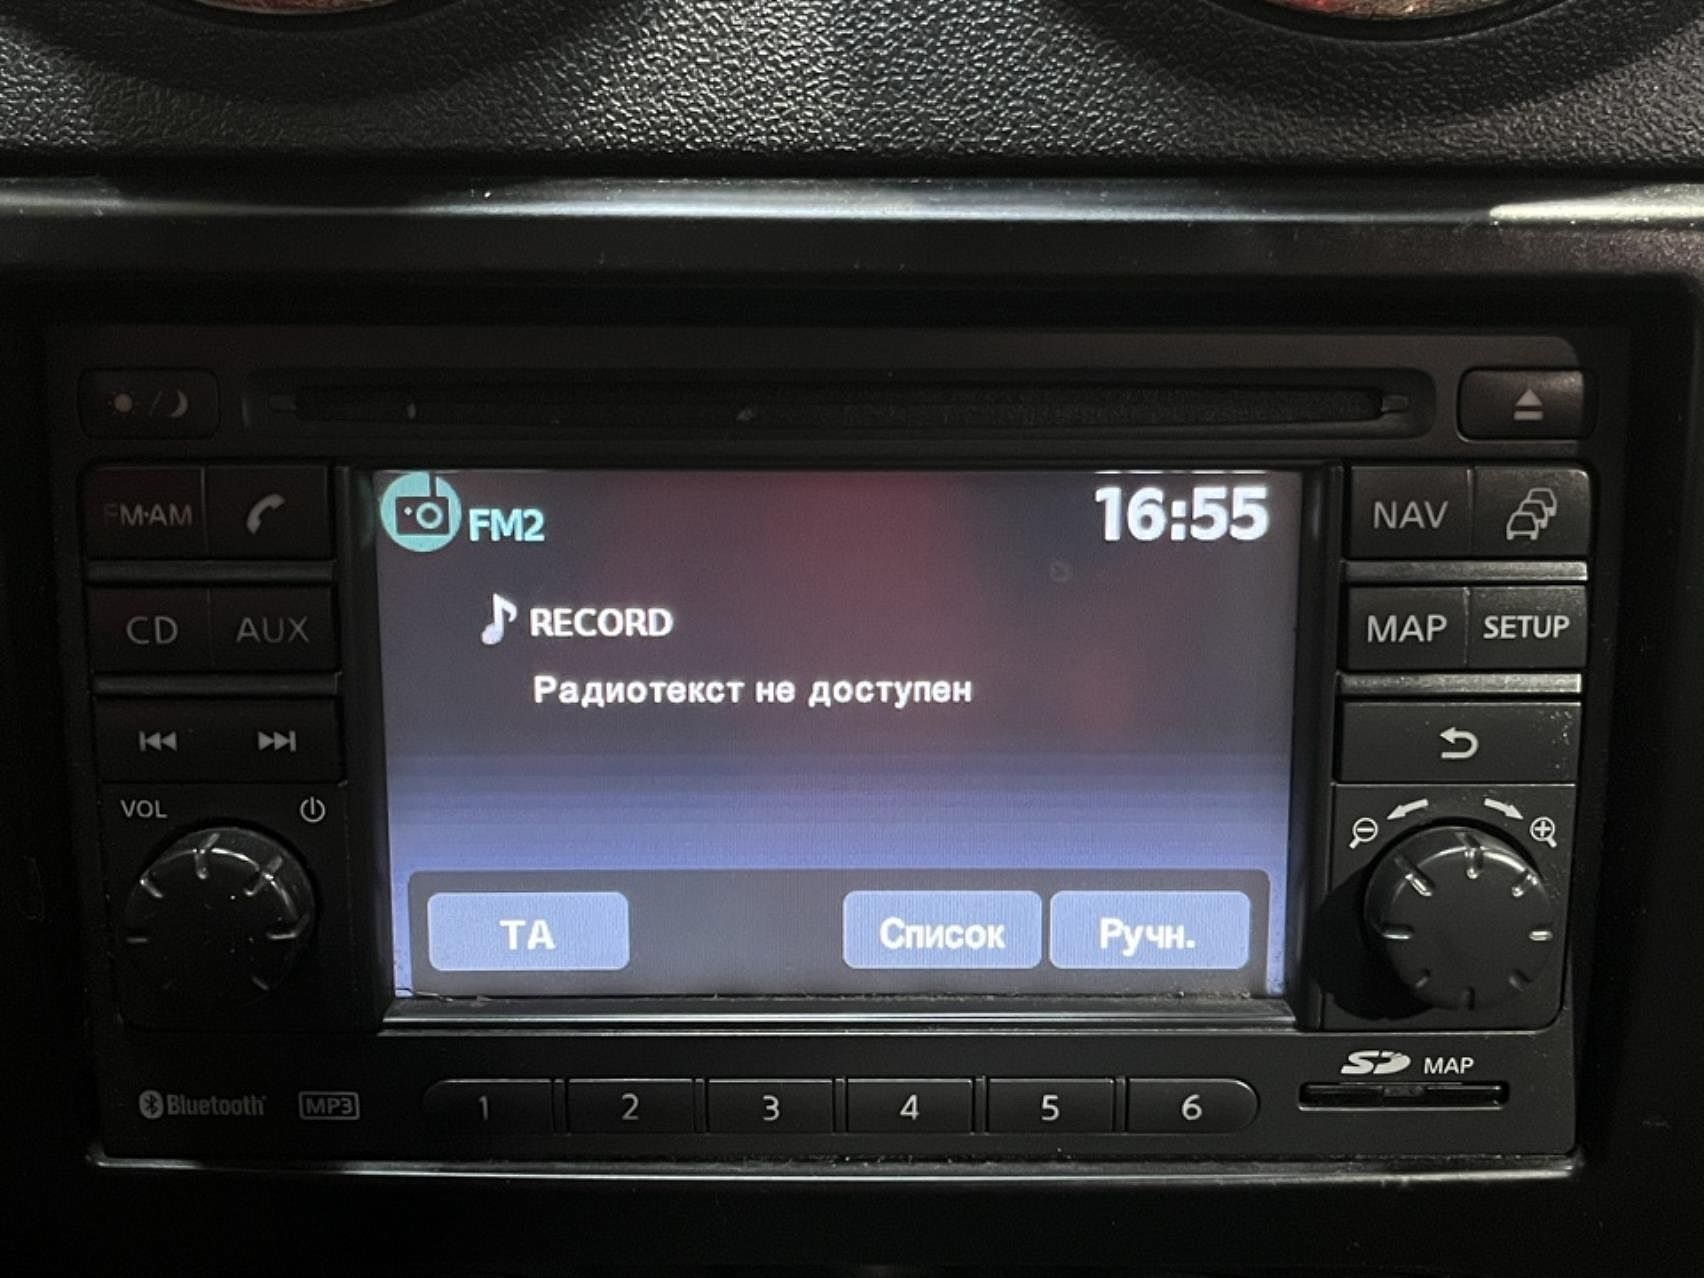 FM2 16:55
FM·AM NAV
RECORD
CD AUX MAP SETUP
Радиотекст не доступен
VOL
TA Список Ручн.
SD MAP
Bluetooth MP3 1 2 3 4 5 6